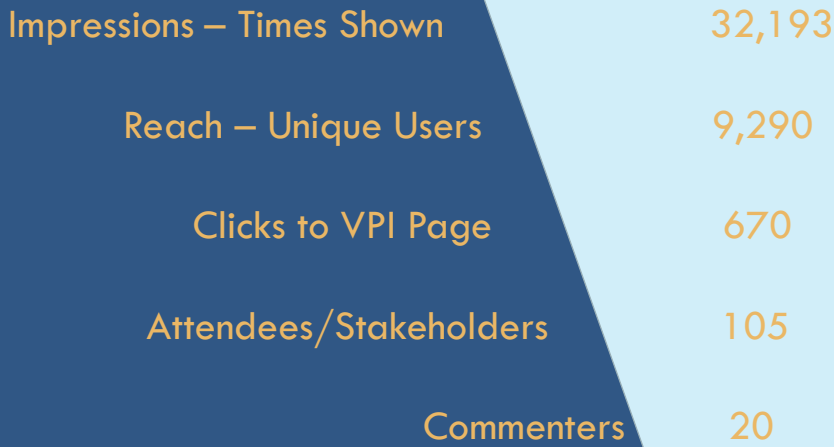 Impressions – Times Shown 32,193
Reach – Unique Users 9,290
Clicks to VPI Page 670
Attendees/Stakeholders 105
Commenters 20